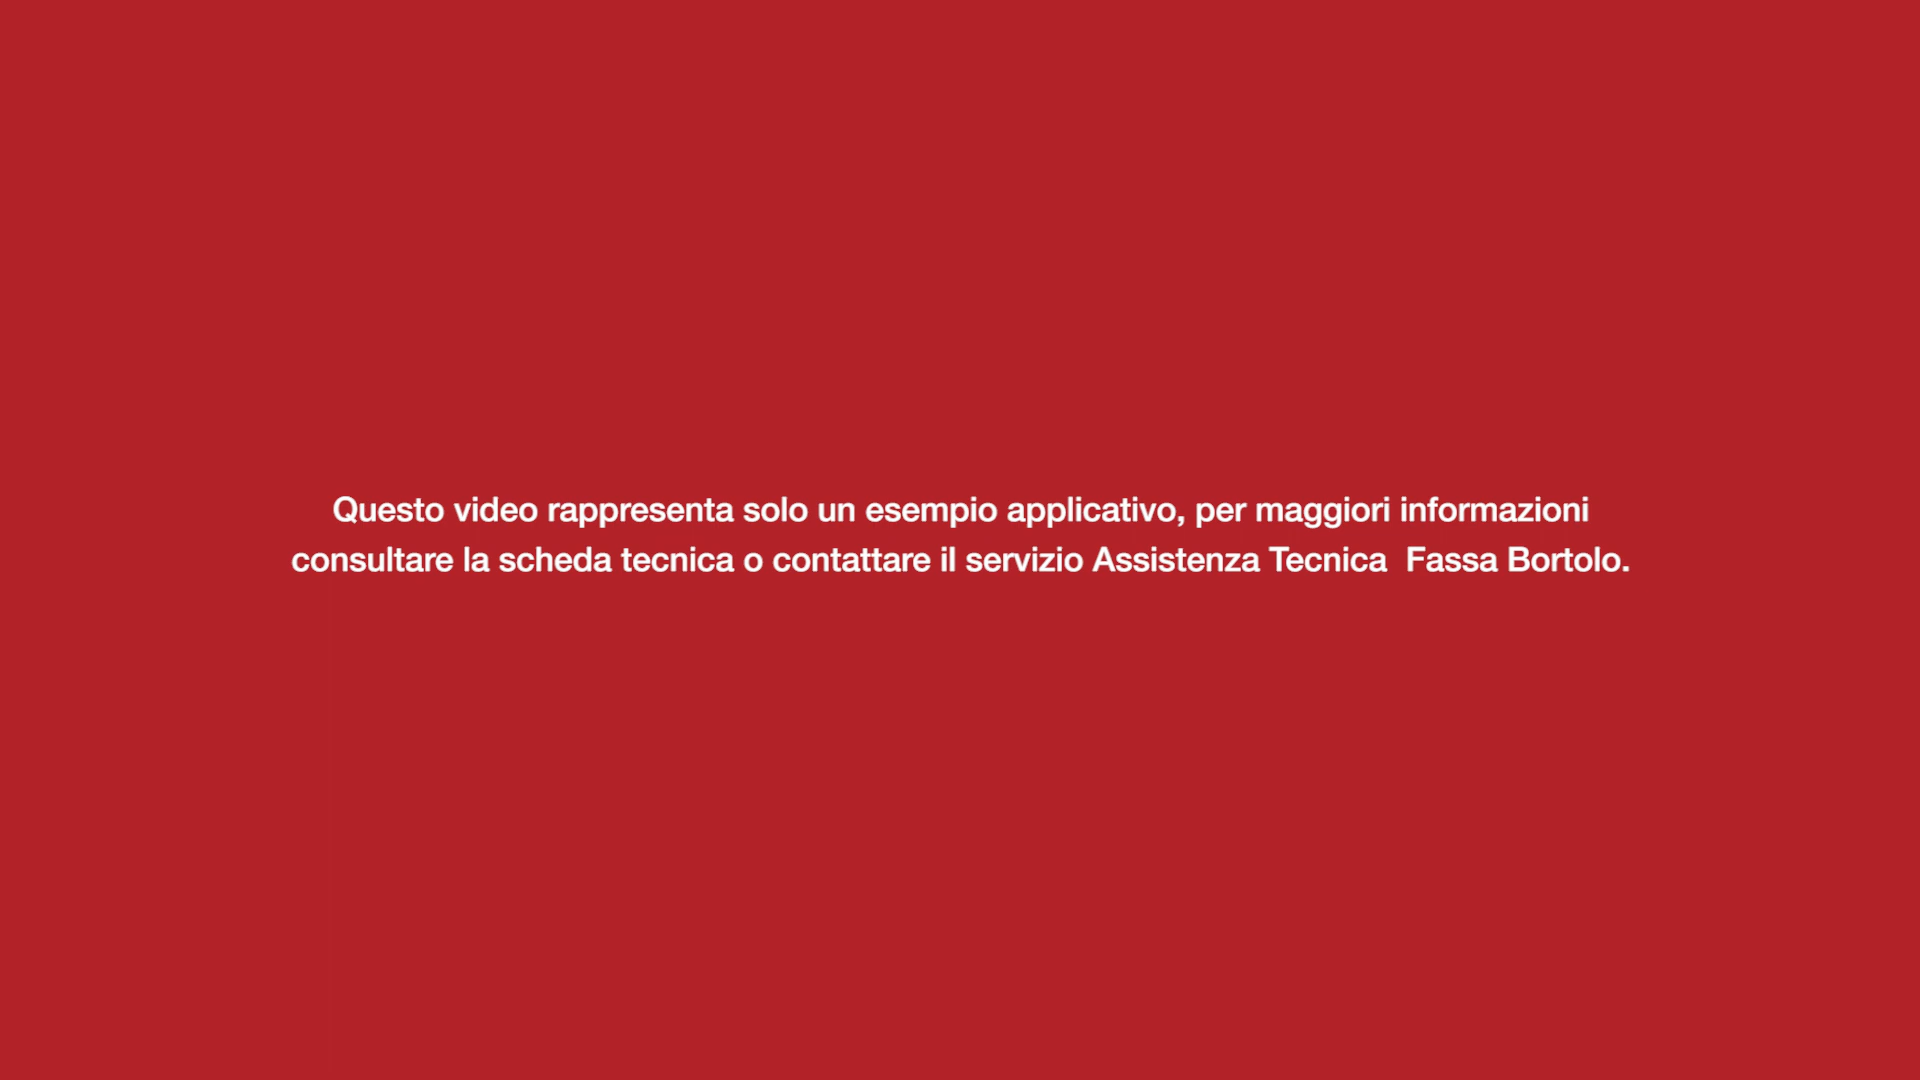 Questo video rappresenta solo un esempio applicativo, per maggiori informazioni
consultare la scheda tecnica o contattare il servizio Assistenza Tecnica  Fassa Bortolo.